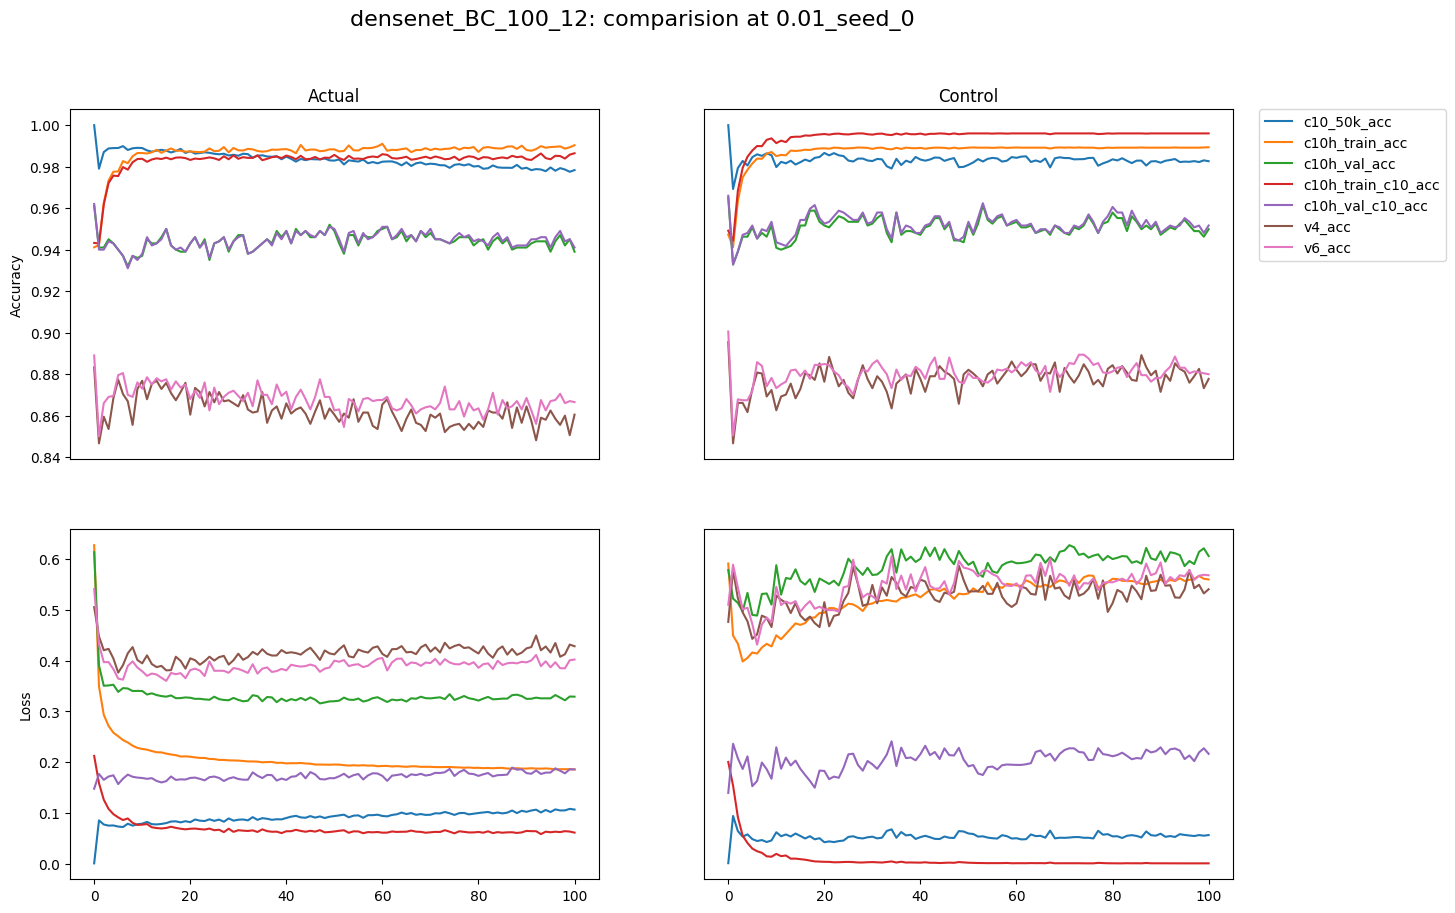 densenet_BC_100_12: comparision at 0.01_seed_0
Actual
Control
Accuracy
1.00
0.98
0.96
0.94
0.92
0.90
0.88
0.86
0.84
c10_50k_acc
c10h_train_acc
c10h_val_acc
c10h_train_c10_acc
c10h_val_c10_acc
v4_acc
v6_acc
Loss
0.6
0.5
0.4
0.3
0.2
0.1
0.0
0 20 40 60 80 100
0 20 40 60 80 100